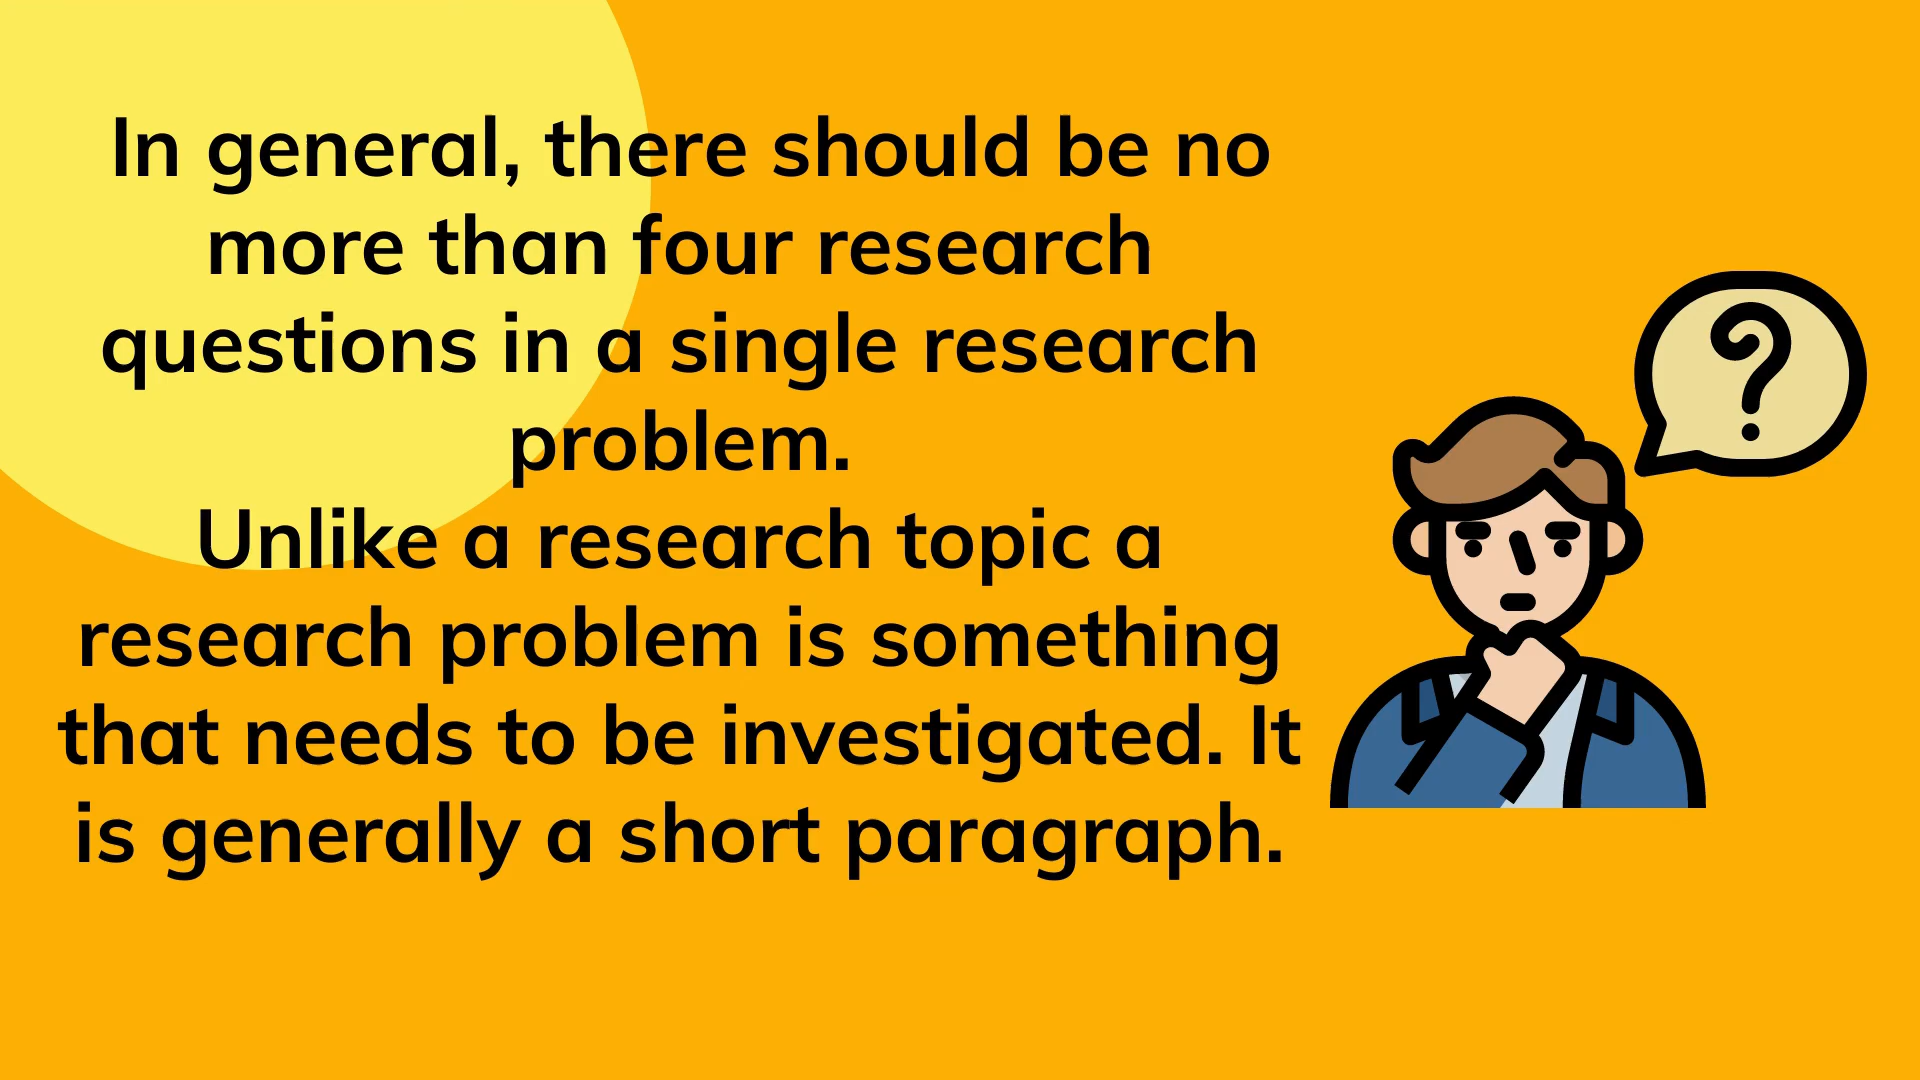 In general, there should be no
more than four research
questions in a single research
problem.
Unlike a research topic a
research problem is something
that needs to be investigated. It
is generally a short paragraph.
?